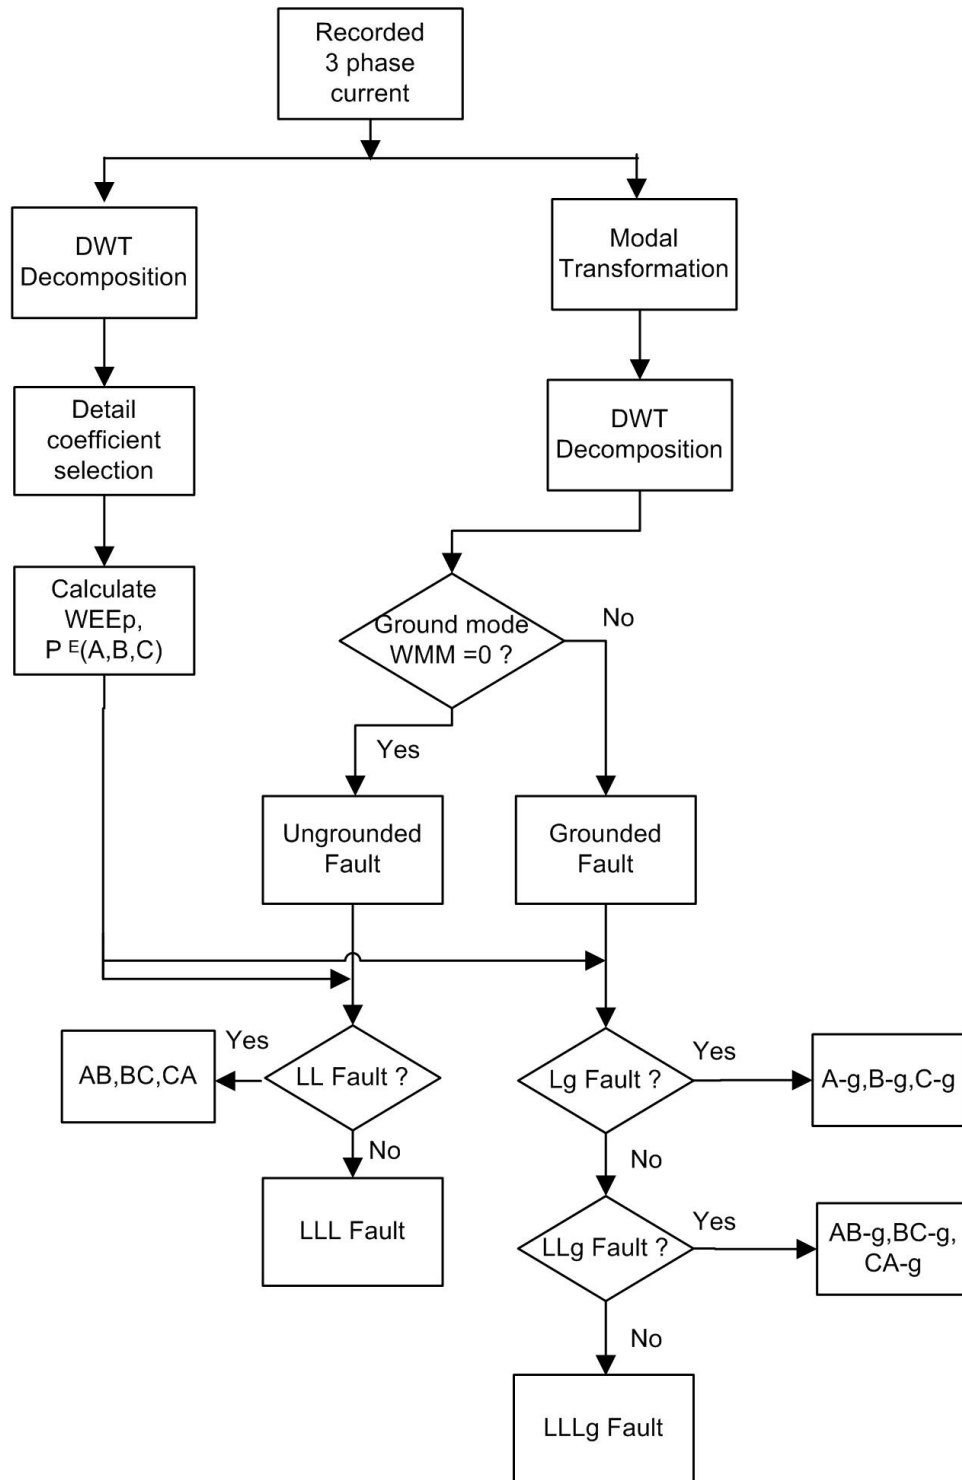 Recorded
3 phase
current
DWT
Decomposition
Modal
Transformation
Detail
coefficient
selection
DWT
Decomposition
Calculate
WEEp,
P ᴱ(A,B,C)
Ground mode
WMM =0 ?
No
Yes
Ungrounded
Fault
Grounded
Fault
Yes
AB,BC,CA
LL Fault ?
No
LLL Fault
Lg Fault ?
Yes
A-g,B-g,C-g
No
LLg Fault ?
Yes
AB-g,BC-g,
CA-g
No
LLLg Fault